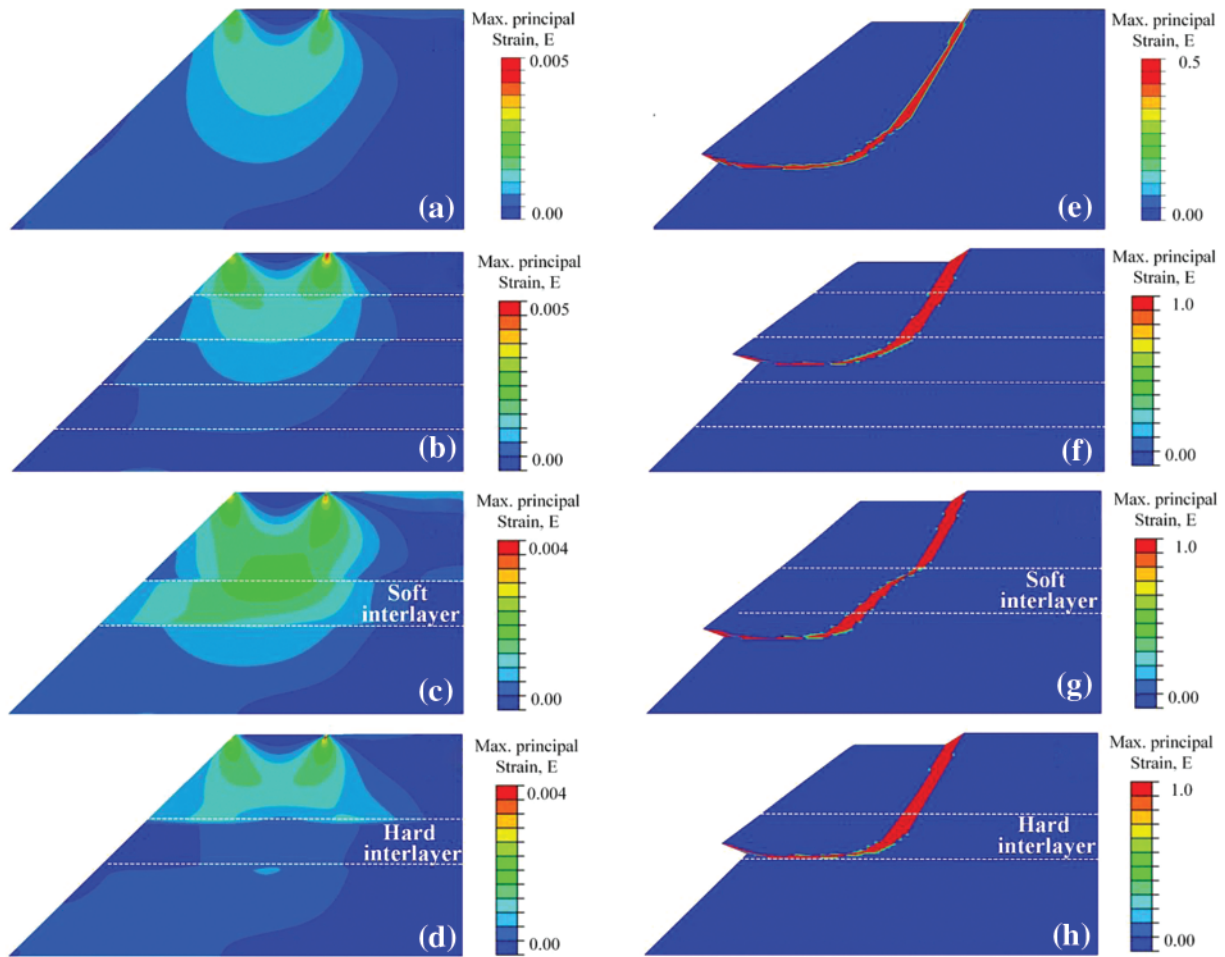 Max. principal
Strain, E
0.005
0.00
(a)
Max. principal
Strain, E
0.5
0.00
(e)
Max. principal
Strain, E
0.005
0.00
(b)
Max. principal
Strain, E
1.0
0.00
(f)
Soft
interlayer
Max. principal
Strain, E
0.004
0.00
(c)
Soft
interlayer
Max. principal
Strain, E
1.0
0.00
(g)
Hard
interlayer
Max. principal
Strain, E
0.004
0.00
(d)
Hard
interlayer
Max. principal
Strain, E
1.0
0.00
(h)